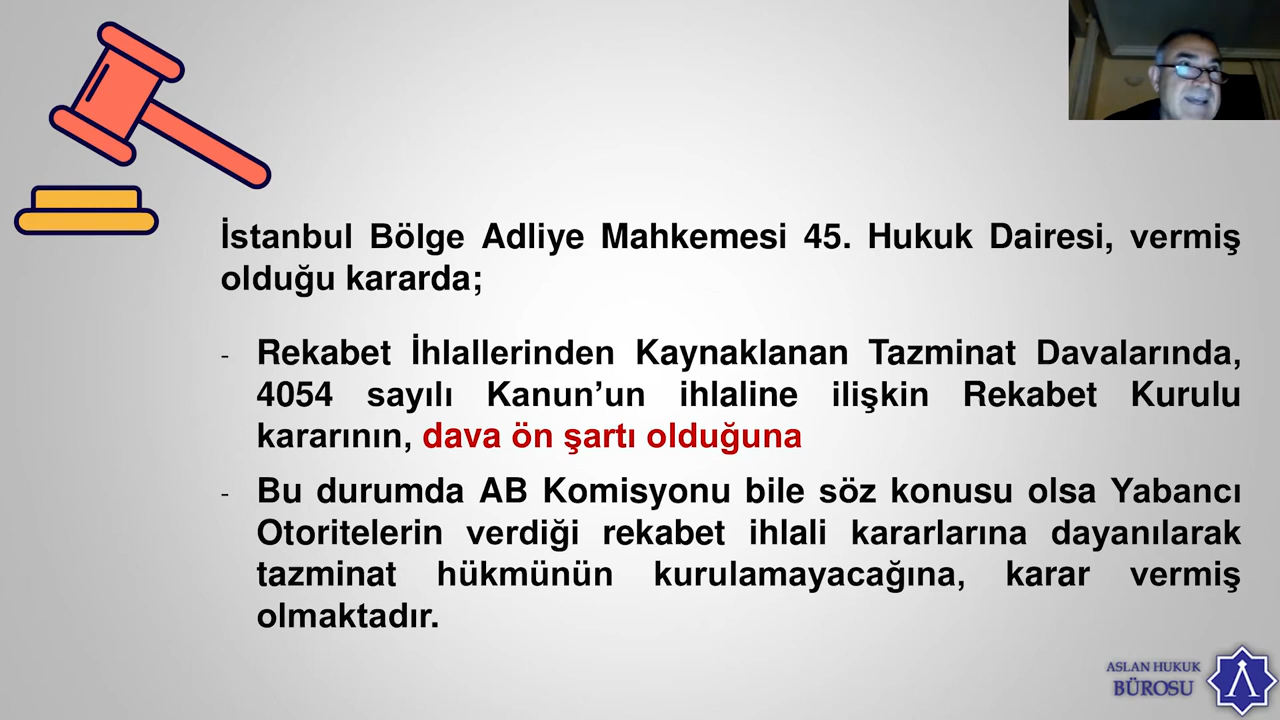 İstanbul Bölge Adliye Mahkemesi 45. Hukuk Dairesi, vermiş
olduğu kararda;
- Rekabet İhlallerinden Kaynaklanan Tazminat Davalarında,
4054 sayılı Kanun’un ihlaline ilişkin Rekabet Kurulu
kararının, dava ön şartı olduğuna
- Bu durumda AB Komisyonu bile söz konusu olsa Yabancı
Otoritelerin verdiği rekabet ihlali kararlarına dayanılarak
tazminat hükmünün kurulamayacağına, karar vermiş
olmaktadır.
ASLAN HUKUK
BÜROSU